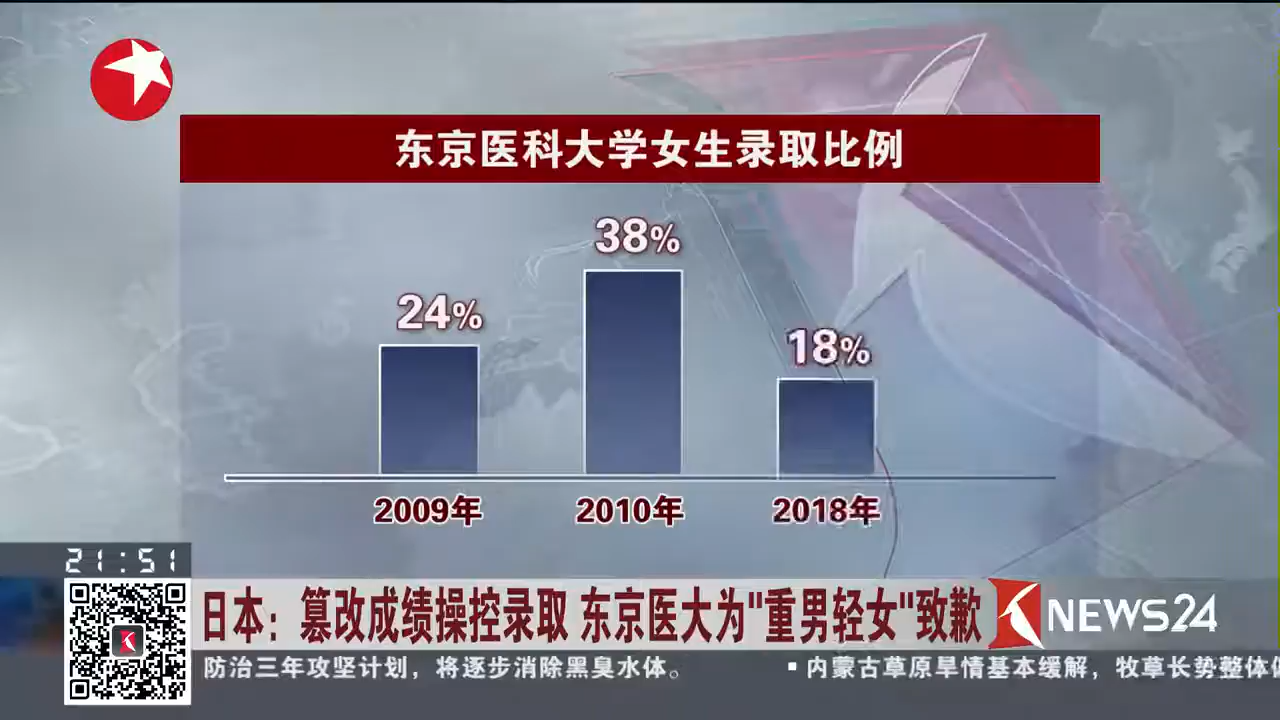 东京医科大学女生录取比例
38%
24%
18%
2009年 2010年 2018年
21:51
日本：篡改成绩操控录取 东京医大为"重男轻女"致歉
NEWS24
防治三年攻坚计划，将逐步消除黑臭水体。 ▪内蒙古草原旱情基本缓解，牧草长势整体